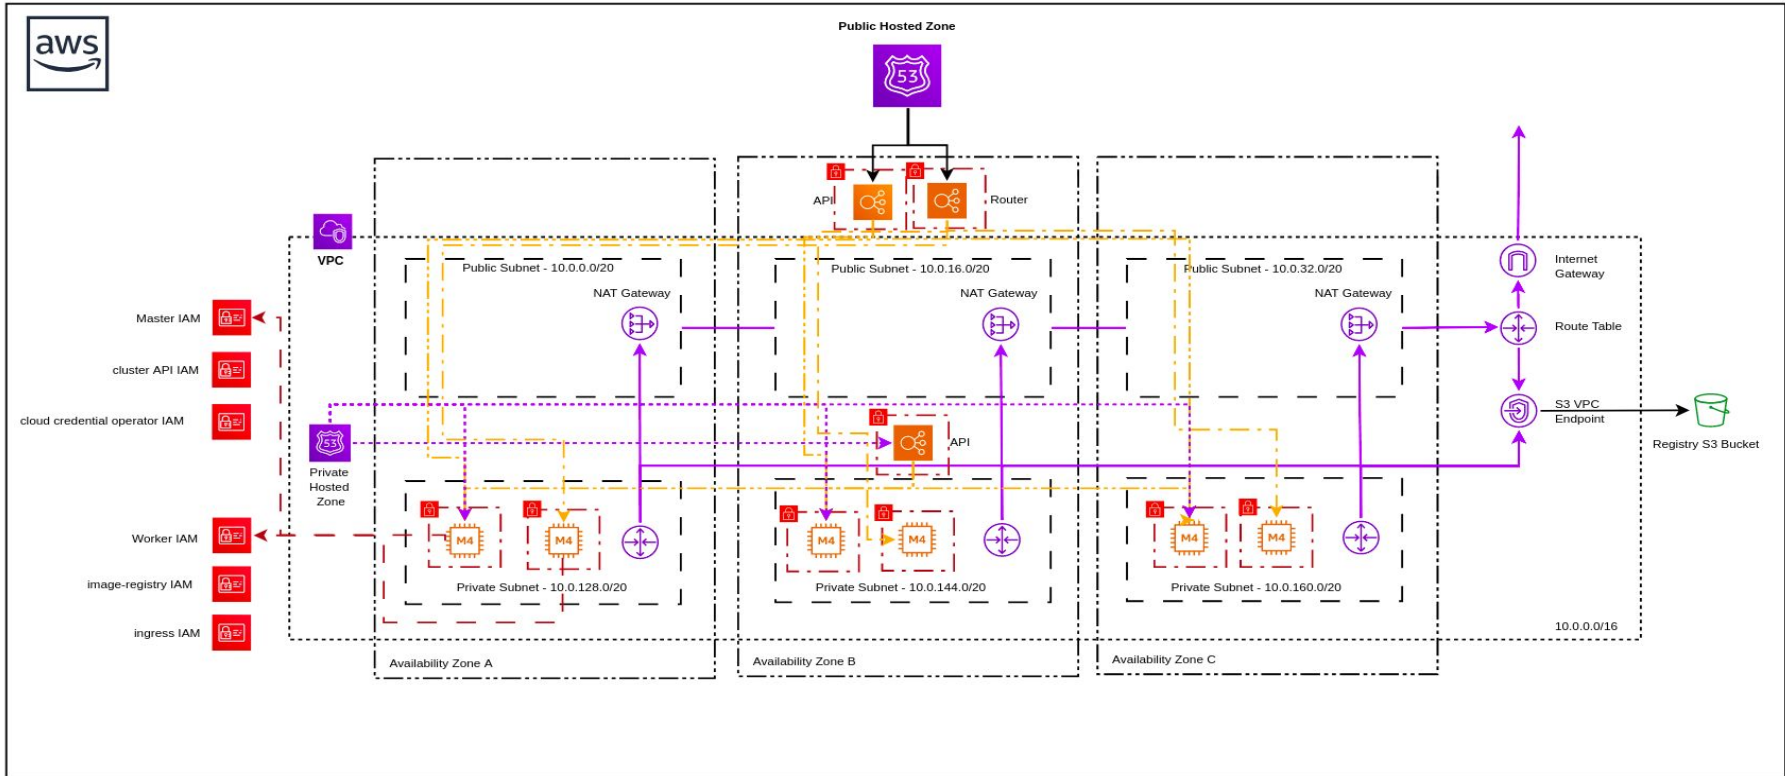 aws
Public Hosted Zone
53
API
Router
VPC
Public Subnet - 10.0.0.0/20
Public Subnet - 10.0.16.0/20
Public Subnet - 10.0.32.0/20
NAT Gateway
NAT Gateway
NAT Gateway
Internet
Gateway
Master IAM
Route Table
cluster API IAM
cloud credential operator IAM
S3 VPC
Endpoint
Registry S3 Bucket
53
Private
Hosted
Zone
API
Worker IAM
M4
M4
M4
M4
M4
M4
image-registry IAM
Private Subnet - 10.0.128.0/20
Private Subnet - 10.0.144.0/20
Private Subnet - 10.0.160.0/20
ingress IAM
10.0.0.0/16
Availability Zone A
Availability Zone B
Availability Zone C